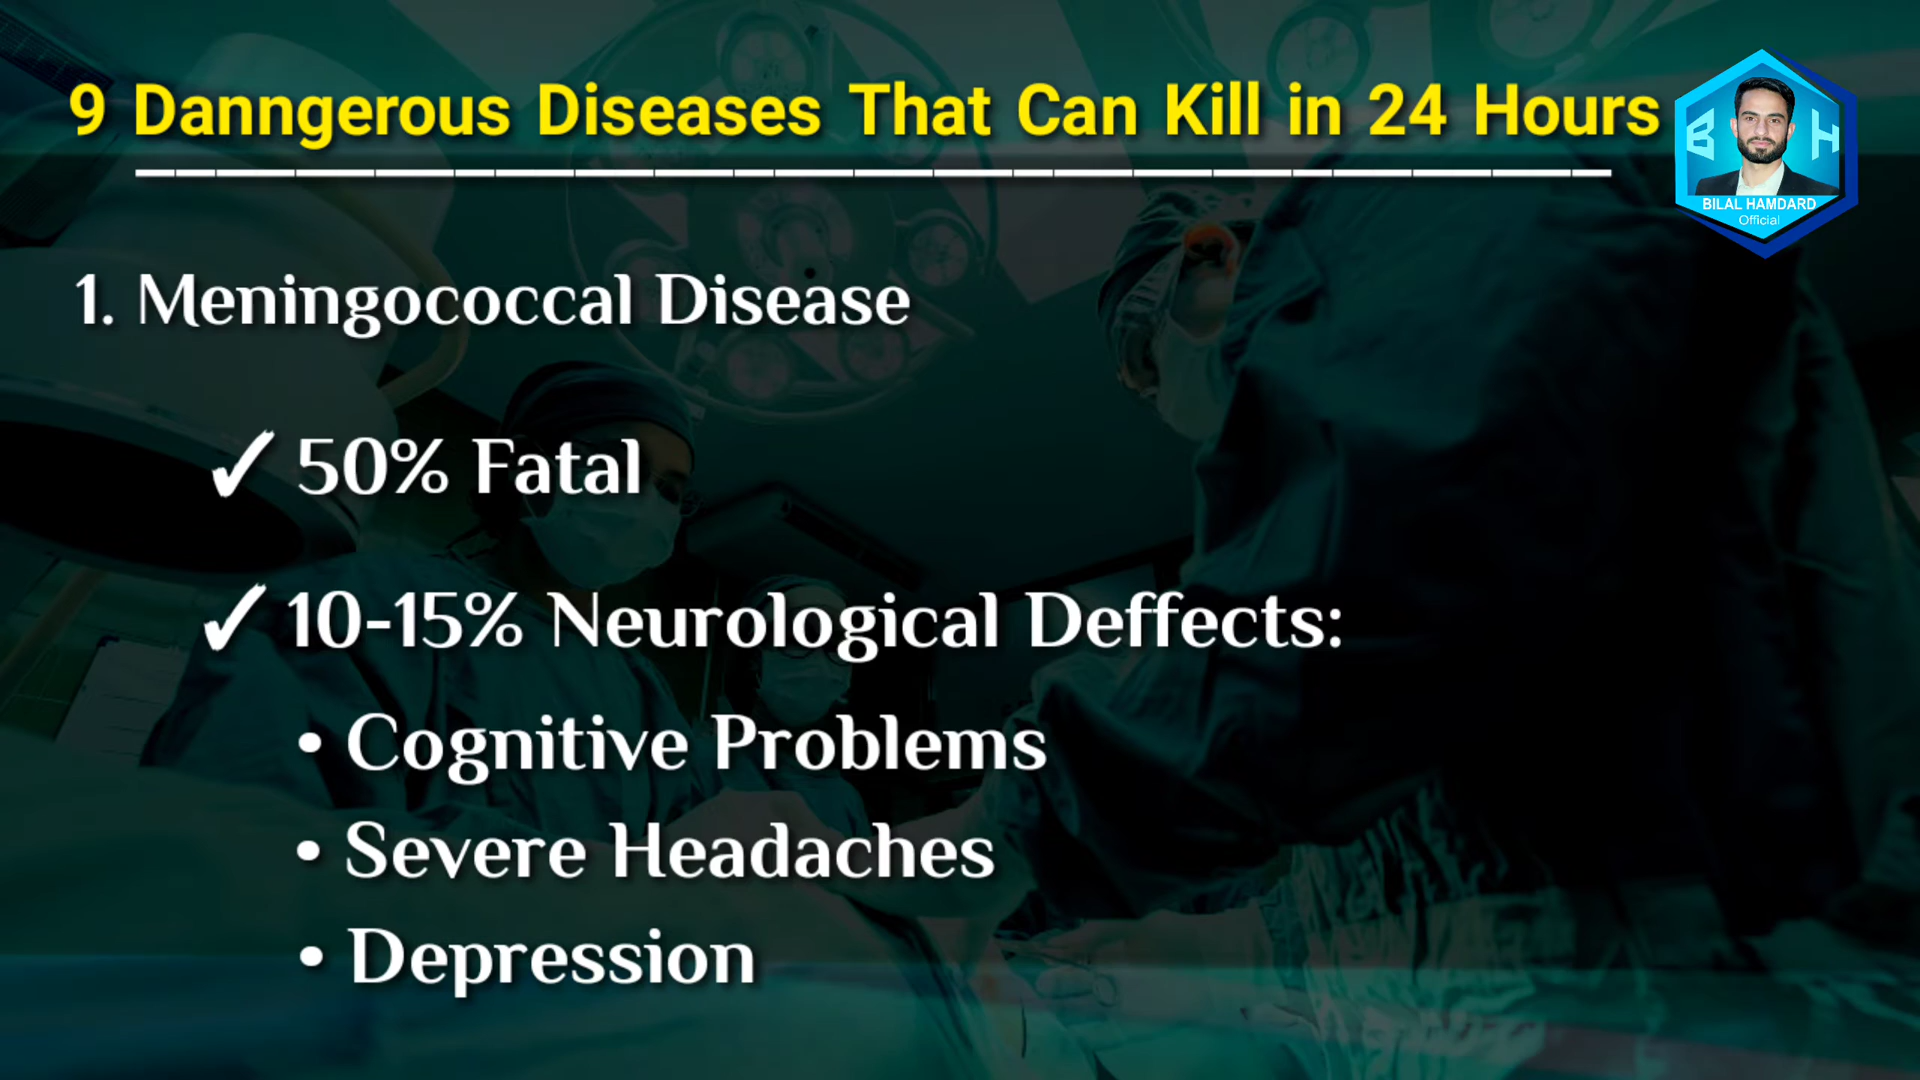 9 Danngerous Diseases That Can Kill in 24 Hours
B H
BILAL HAMDARD
Official
1. Meningococcal Disease
✓ 50% Fatal
✓ 10-15% Neurological Deffects:
• Cognitive Problems
• Severe Headaches
• Depression